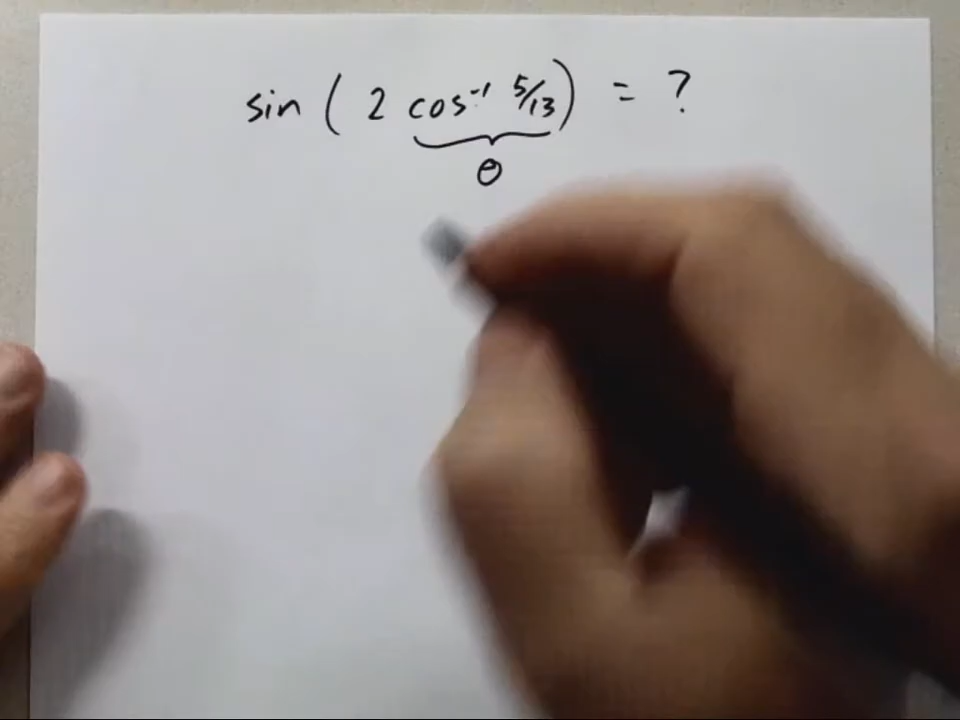 sin ( 2 cos⁻¹ 5/13 ) = ?
θ